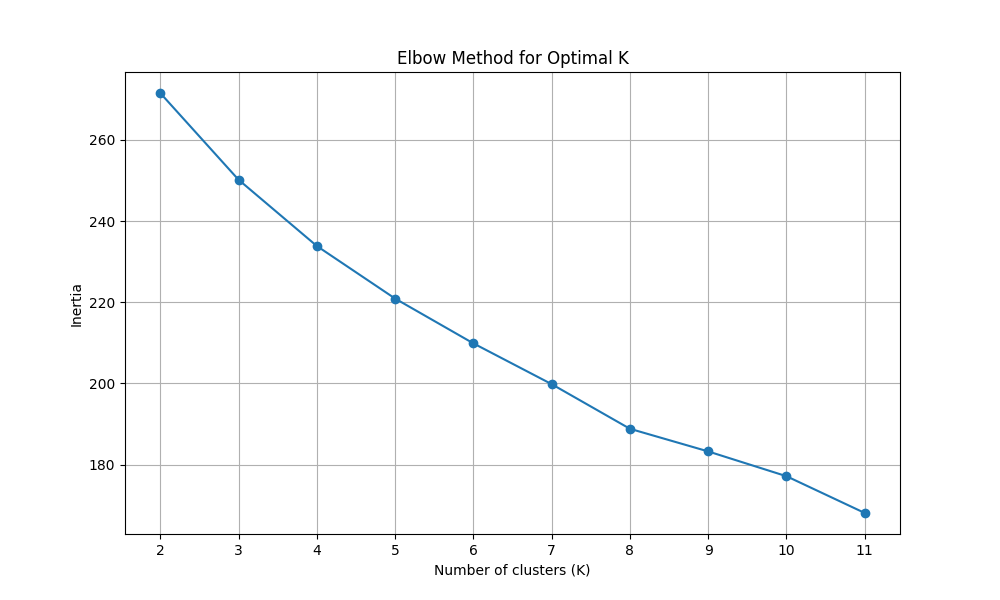 Elbow Method for Optimal K
260
240
220
200
180
Inertia
2 3 4 5 6 7 8 9 10 11
Number of clusters (K)